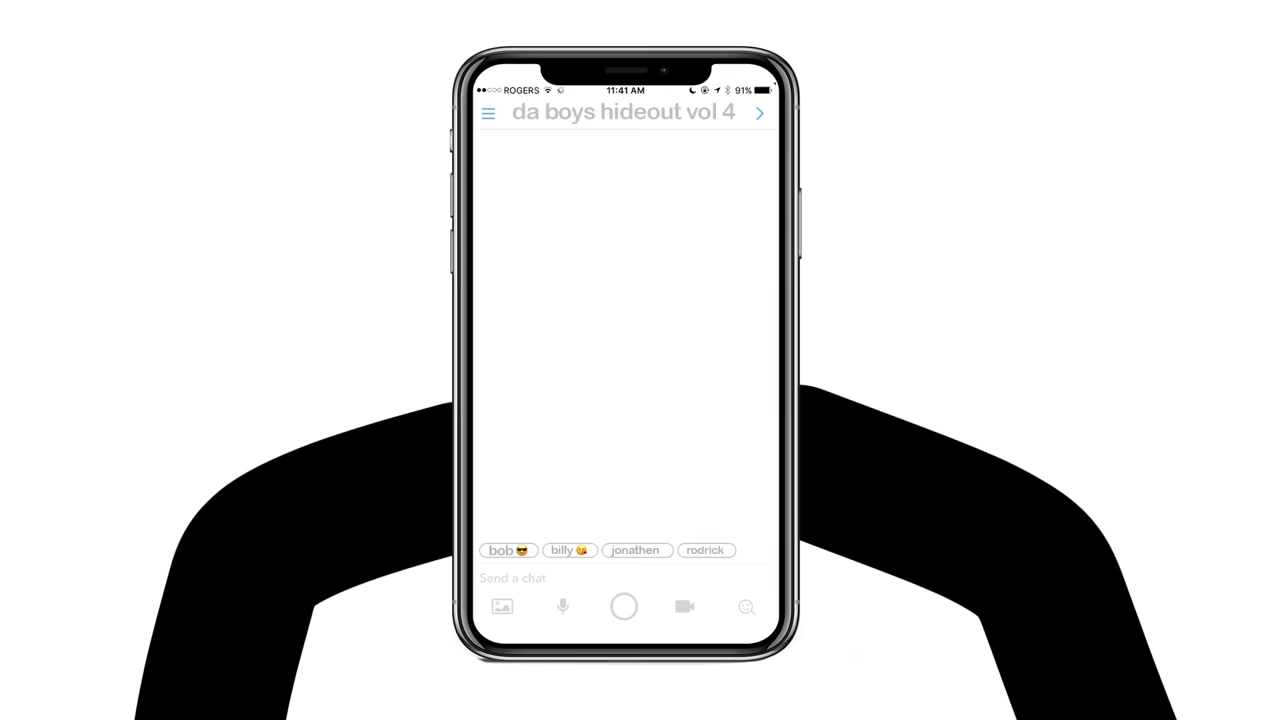 ROGERS 11:41 AM 91%
da boys hideout vol 4
bob 😎 billy 😘 jonathen rodrick
Send a chat